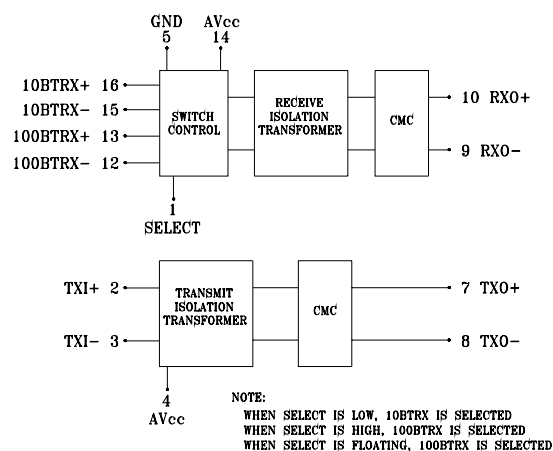 GND AVcc
5 14
10BTRX+ 16
10BTRX- 15
100BTRX+ 13
100BTRX- 12
SWITCH
CONTROL
RECEIVE
ISOLATION
TRANSFORMER
CMC
10 RXO+
9 RXO-
1
SELECT
TXI+ 2
TXI- 3
TRANSMIT
ISOLATION
TRANSFORMER
CMC
7 TXO+
8 TXO-
4
AVcc
NOTE:
WHEN SELECT IS LOW, 10BTRX IS SELECTED
WHEN SELECT IS HIGH, 100BTRX IS SELECTED
WHEN SELECT IS FLOATING, 100BTRX IS SELECTED